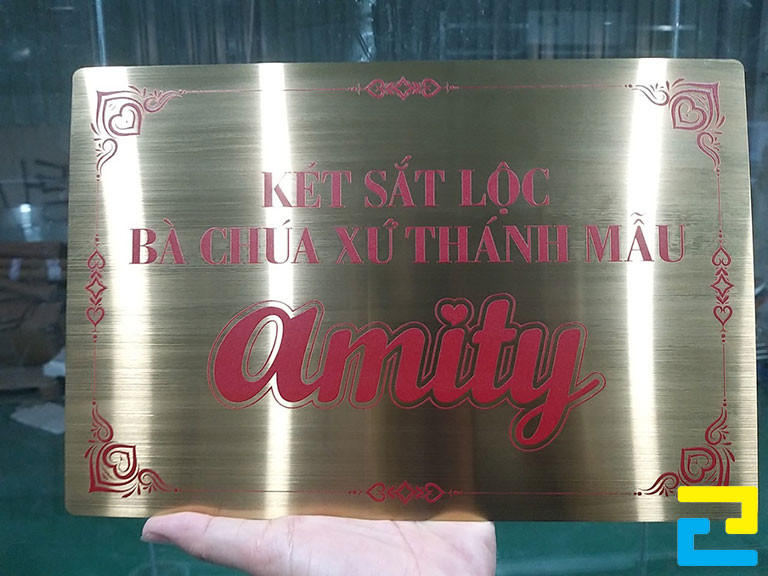 KÉT SẮT LỘC
BÀ CHÚA XỨ THÁNH MẪU
amity